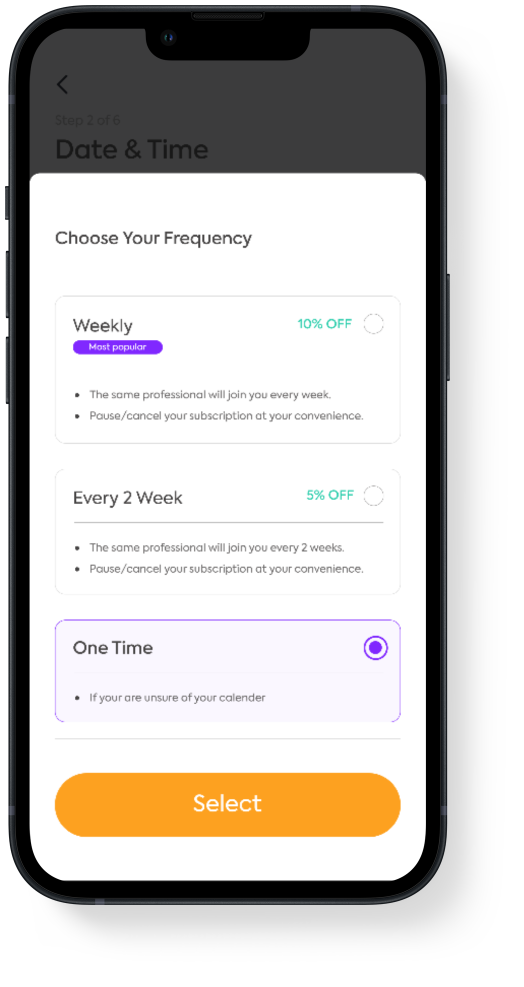 Step 2 of 6
Date & Time
Choose Your Frequency
Weekly
10% OFF
Most popular
The same professional will join you every week.
Pause/cancel your subscription at your convenience.
Every 2 Week
5% OFF
The same professional will join you every 2 weeks.
Pause/cancel your subscription at your convenience.
One Time
If your are unsure of your calender
Select